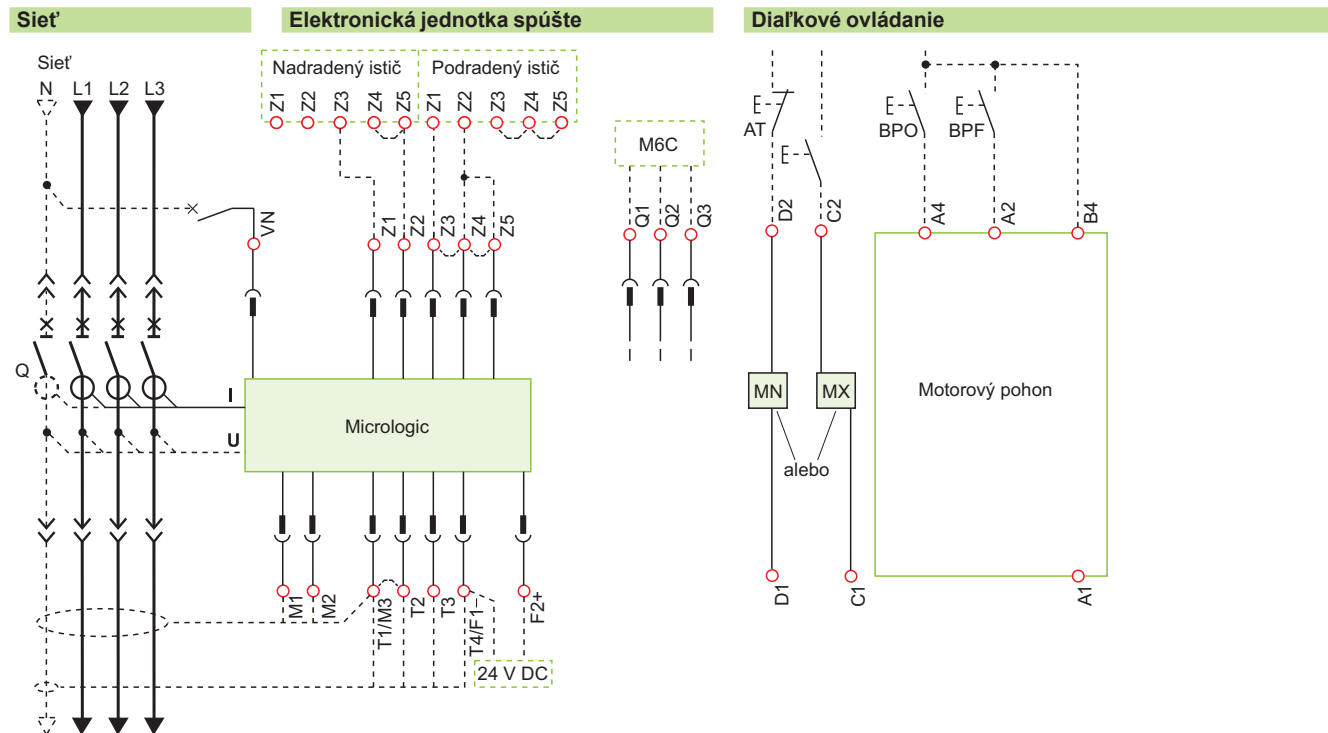 Sieť
Elektronická jednotka spúšte
Diaľkové ovládanie
Sieť
N L1 L2 L3
Nadradený istič
Podradený istič
Z1 Z2 Z3 Z4 Z5 Z1 Z2 Z3 Z4 Z5
M6C
AT
BPO
BPF
VN
Z1 Z2 Z3 Z4 Z5
Q1 Q2 Q3
D2 C2
A4 A2 B4
Q
I
U
Micrologic
MN
MX
alebo
Motorový pohon
M1 M2 T1/M3 T2 T3 T4/F1– F2+
24 V DC
D1 C1 A1